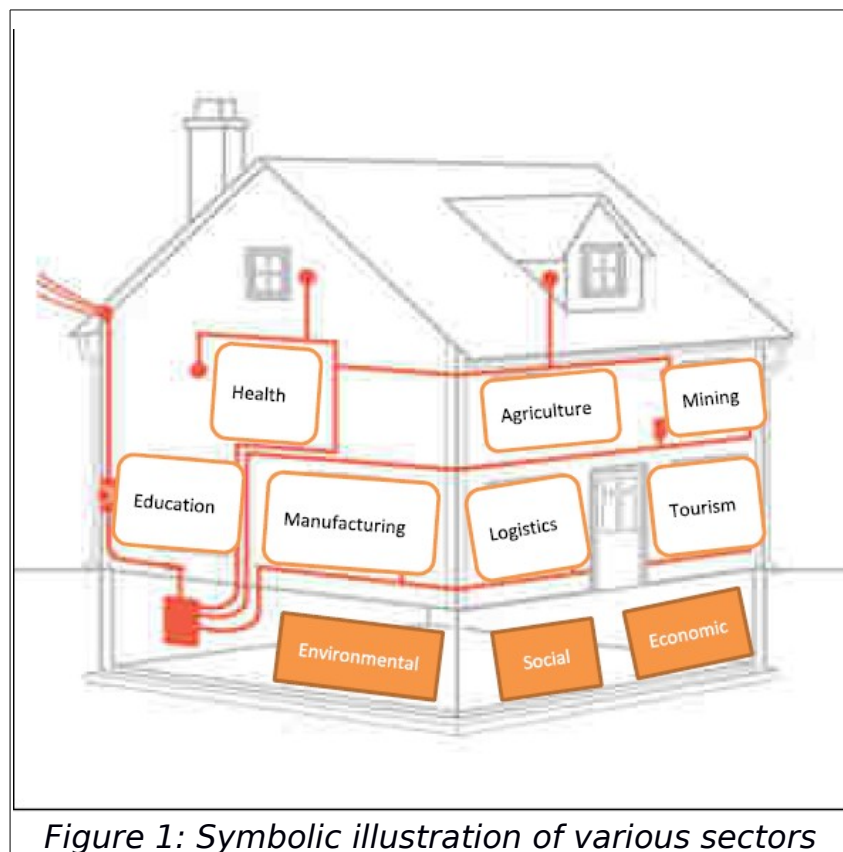 Health
Agriculture
Mining
Education
Manufacturing
Logistics
Tourism
Environmental
Social
Economic
Figure 1: Symbolic illustration of various sectors